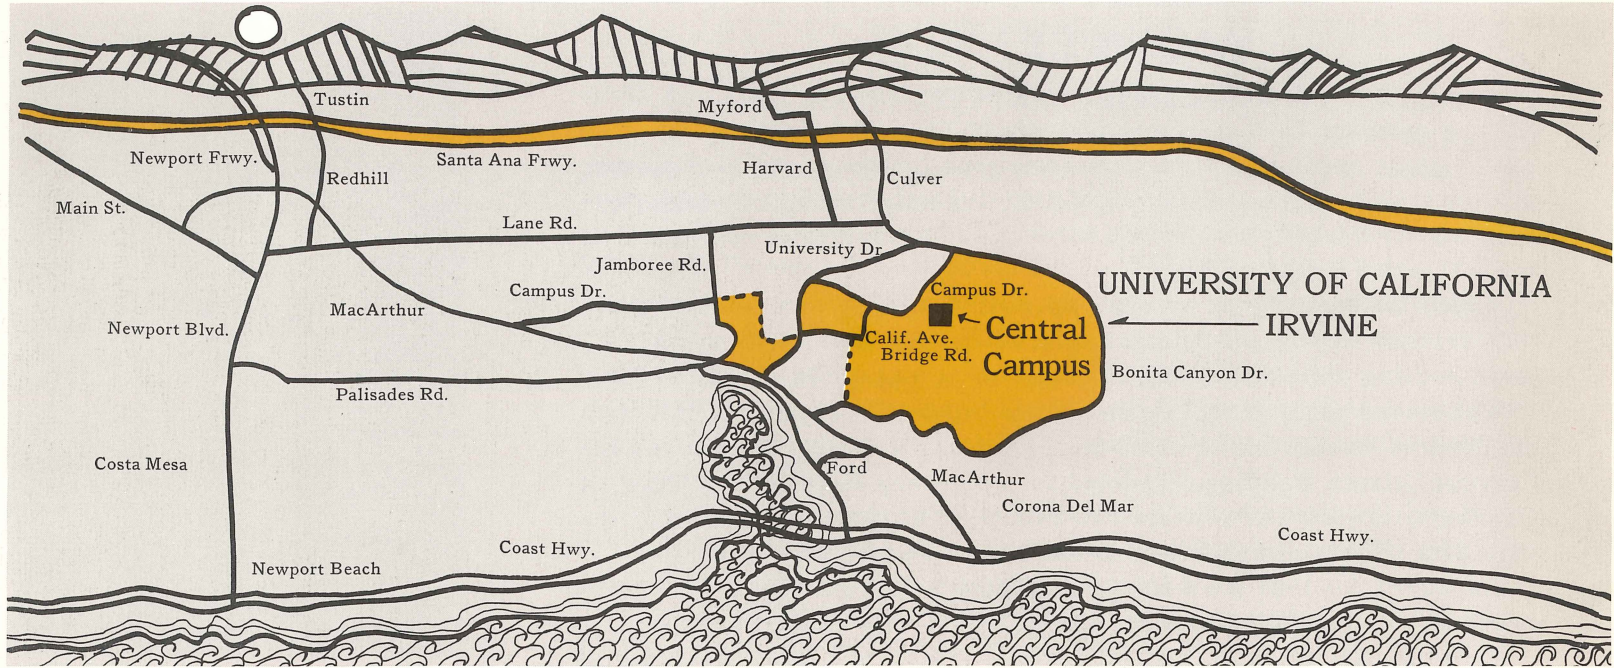 Tustin
Myford
Newport Frwy.
Santa Ana Frwy.
Harvard
Redhill
Culver
Main St.
Lane Rd.
University Dr.
Jamboree Rd.
Campus Dr.
Campus Dr.
UNIVERSITY OF CALIFORNIA
IRVINE
MacArthur
Newport Blvd.
Central
Campus
Calif. Ave.
Bridge Rd.
Bonita Canyon Dr.
Palisades Rd.
Costa Mesa
Ford
MacArthur
Corona Del Mar
Coast Hwy.
Coast Hwy.
Newport Beach